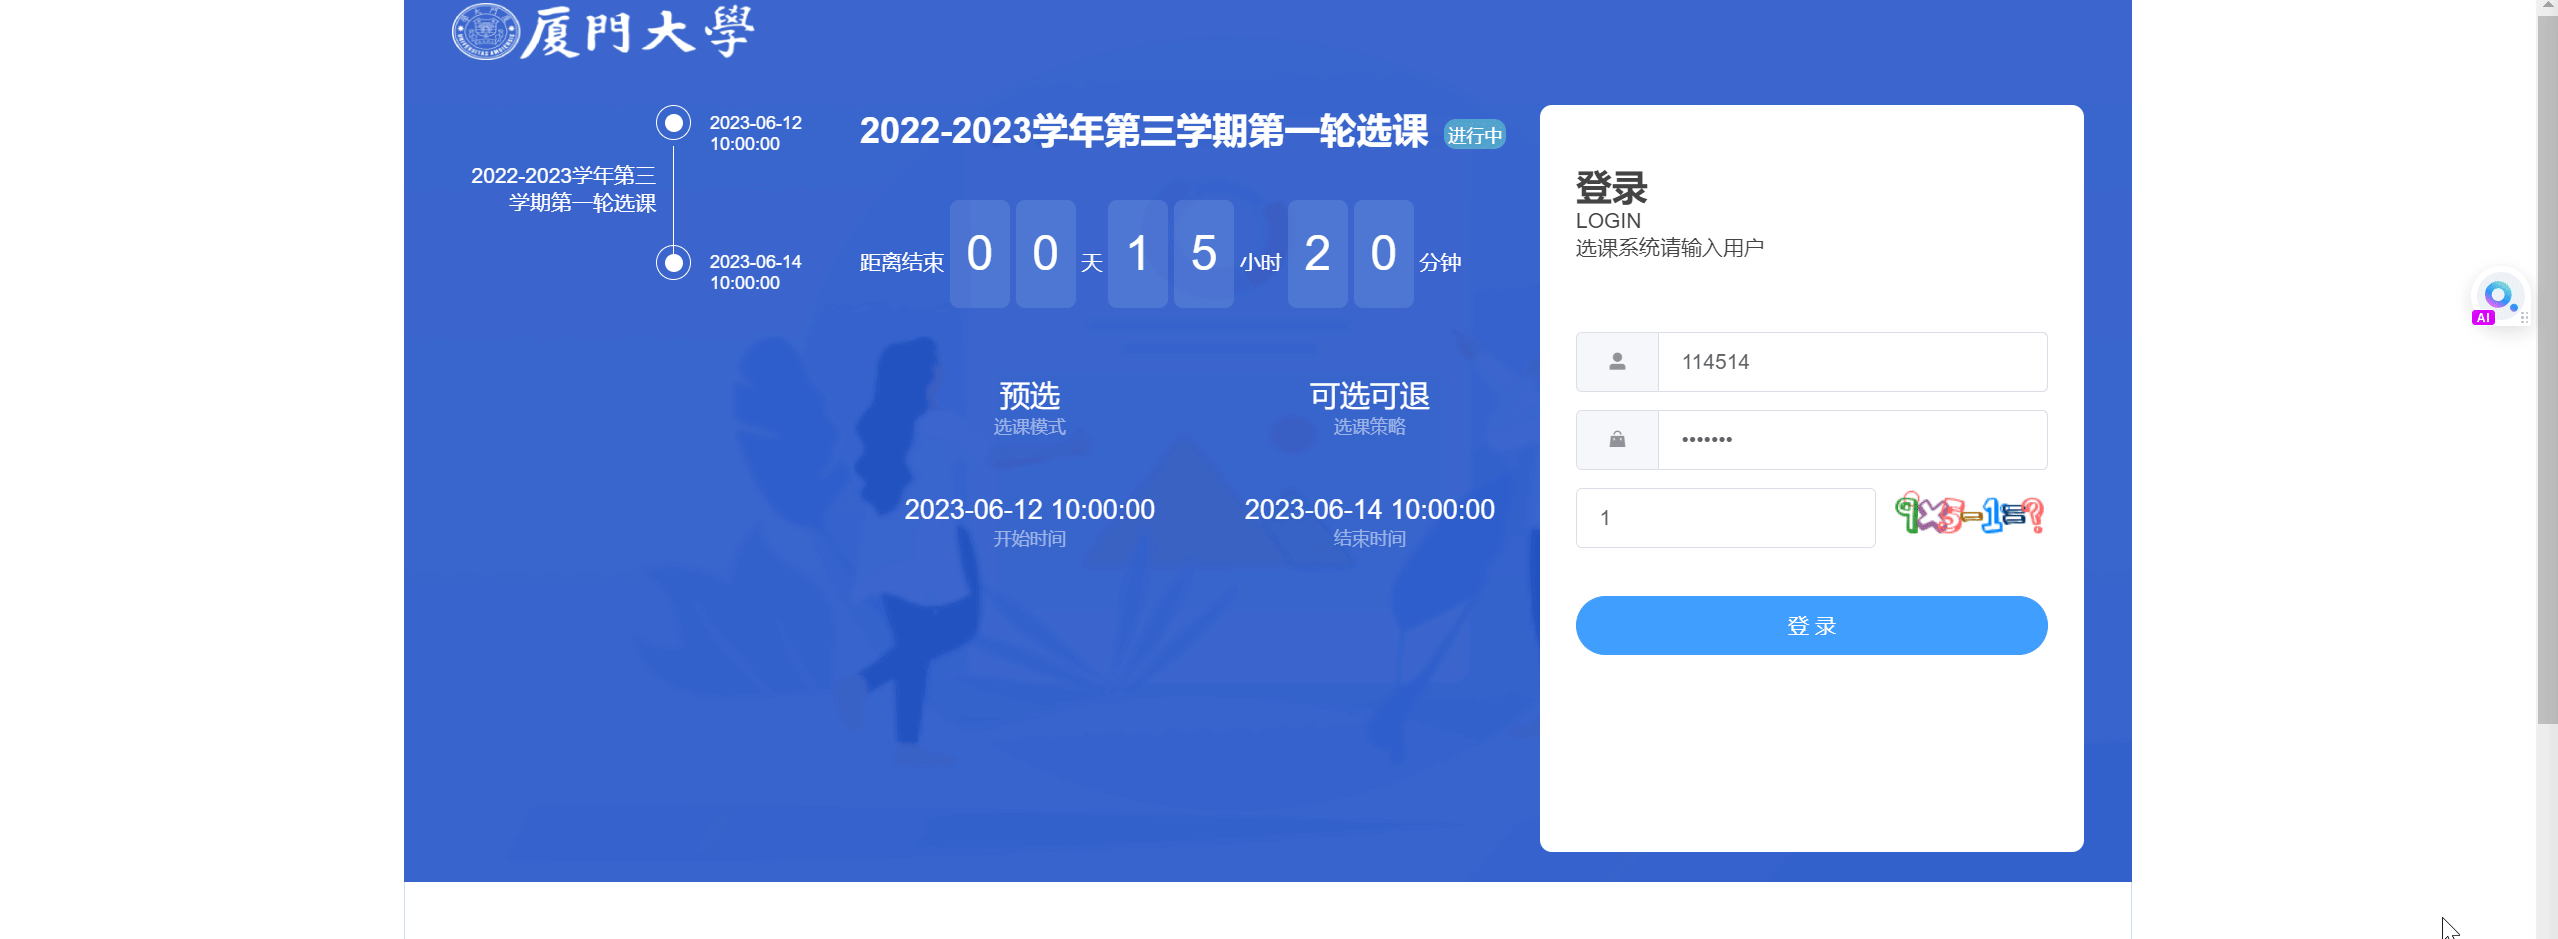 厦門大學
2023-06-12
10:00:00
2022-2023学年第三
学期第一轮选课
2023-06-14
10:00:00
2022-2023学年第三学期第一轮选课 进行中
距离结束 0 0 天 1 5 小时 2 0 分钟
预选
选课模式
可选可退
选课策略
2023-06-12 10:00:00
开始时间
2023-06-14 10:00:00
结束时间
登录
LOGIN
选课系统请输入用户
114514
•••••••
1
9×5-1=?
登 录
AI